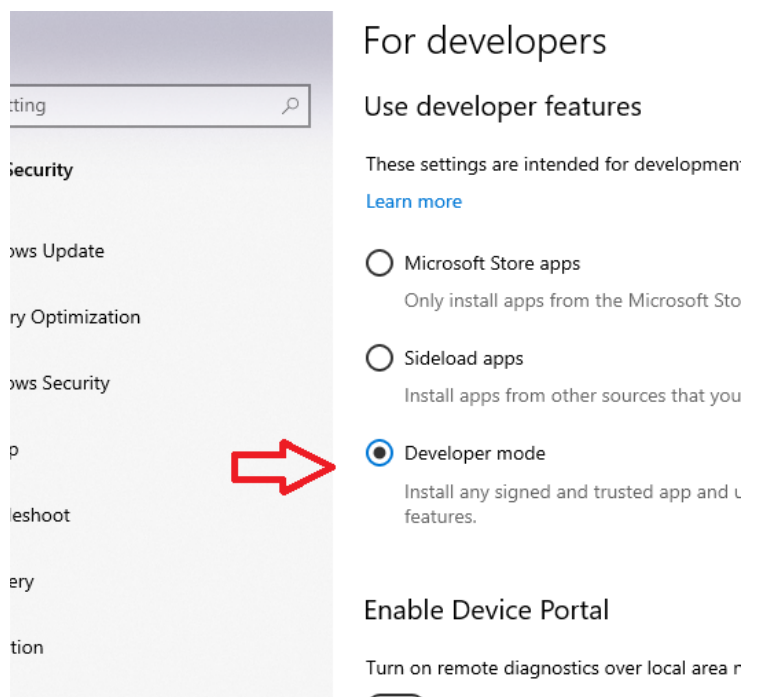 For developers
tting
Use developer features
Security
These settings are intended for developmen
Learn more
ows Update
Microsoft Store apps
Only install apps from the Microsoft Sto
ry Optimization
Sideload apps
ows Security
Install apps from other sources that you
p
Developer mode
Install any signed and trusted app and u
features.
leshoot
ery
Enable Device Portal
tion
Turn on remote diagnostics over local area n